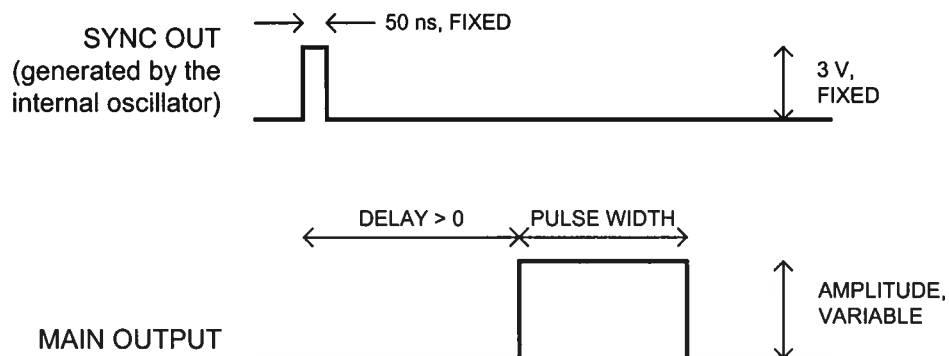 50 ns, FIXED
SYNC OUT
(generated by the
internal oscillator)
3 V,
FIXED
DELAY > 0
PULSE WIDTH
AMPLITUDE,
VARIABLE
MAIN OUTPUT